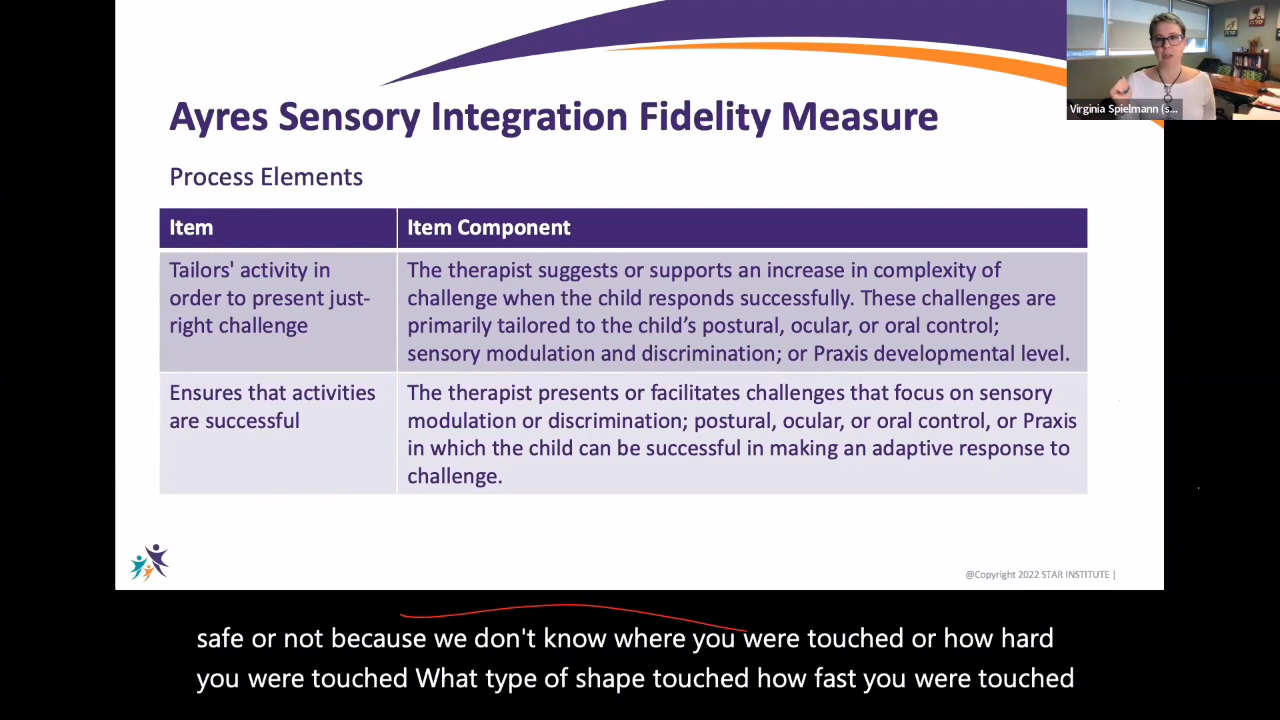 Virginia Spielmann (s...
Ayres Sensory Integration Fidelity Measure
Process Elements
Item
Item Component
Tailors' activity in
order to present just-
right challenge
The therapist suggests or supports an increase in complexity of
challenge when the child responds successfully. These challenges are
primarily tailored to the child's postural, ocular, or oral control;
sensory modulation and discrimination; or Praxis developmental level.
Ensures that activities
are successful
The therapist presents or facilitates challenges that focus on sensory
modulation or discrimination; postural, ocular, or oral control, or Praxis
in which the child can be successful in making an adaptive response to
challenge.
@Copyright 2022 STAR INSTITUTE |
safe or not because we don't know where you were touched or how hard
you were touched What type of shape touched how fast you were touched